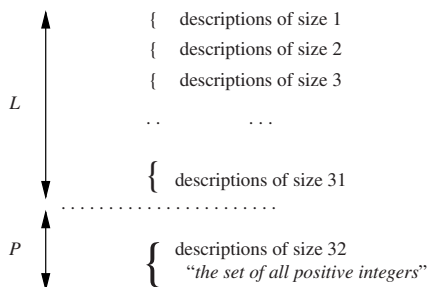 { descriptions of size 1
{ descriptions of size 2
{ descriptions of size 3
L
. . . . .
{ descriptions of size 31
. . . . . . . . . . . . . . . . . . . . . . .
P
{ descriptions of size 32
“the set of all positive integers”